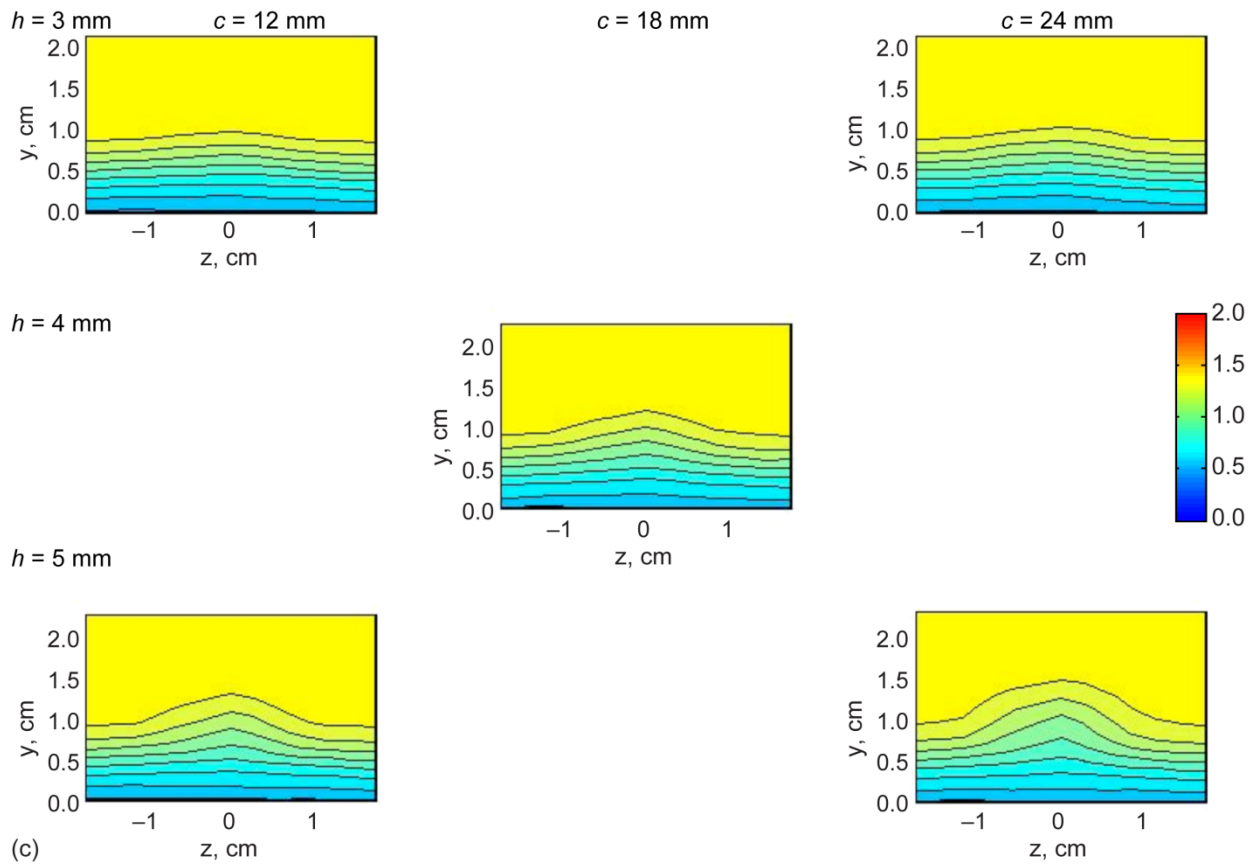 h = 3 mm c = 12 mm c = 18 mm c = 24 mm
2.0 2.0
1.5 1.5
y, cm y, cm
1.0 1.0
0.5 0.5
0.0 0.0
–1 0 1 –1 0 1
z, cm z, cm
h = 4 mm
2.0
2.0
1.5
1.5
y, cm
1.0
1.0
0.5
0.5
0.0
0.0
–1 0 1
z, cm
h = 5 mm
2.0 2.0
1.5 1.5
y, cm y, cm
1.0 1.0
0.5 0.5
0.0 0.0
–1 0 1 –1 0 1
(c) z, cm z, cm